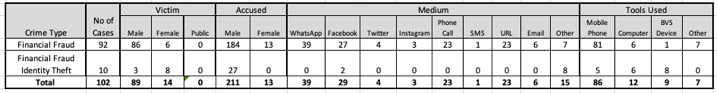 Victim Accused Medium Tools Used
Crime Type No of Cases Male Female Public Male Female WhatsApp Facebook Twitter Instagram Phone Call SMS URL Email Other Mobile Phone Computer BVS Device Other
Financial Fraud 92 86 6 0 184 13 39 27 4 3 23 1 23 6 7 81 6 1 7
Financial Fraud
Identity Theft 10 3 8 0 27 0 0 2 0 0 0 0 0 0 8 5 6 8 0
Total 102 89 14 0 211 13 39 29 4 3 23 1 23 6 15 86 12 9 7